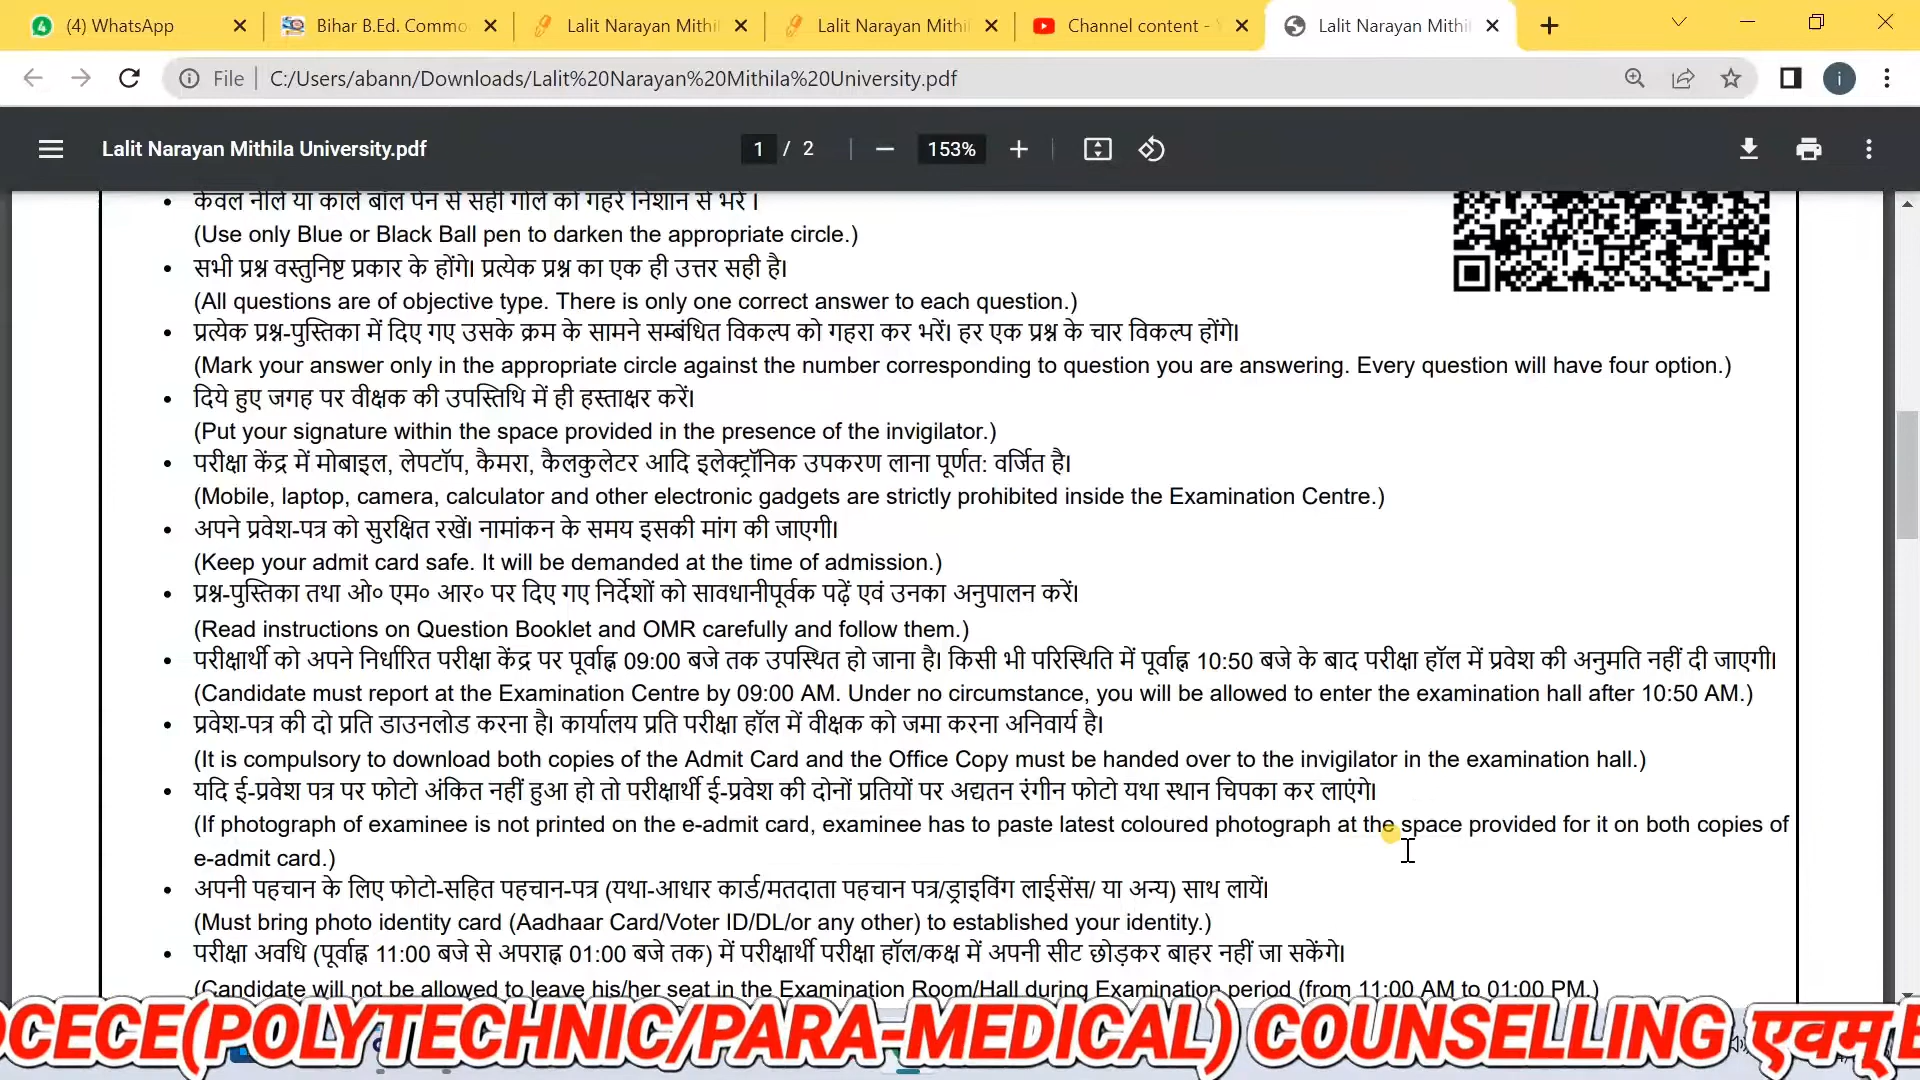 (4) WhatsApp
Bihar B.Ed. Commo
Lalit Narayan Mithi
Lalit Narayan Mithi
Channel content -
Lalit Narayan Mithi
File
C:/Users/abann/Downloads/Lalit%20Narayan%20Mithila%20University.pdf
i
Lalit Narayan Mithila University.pdf
1 / 2
153%
केवल नीले या काले बॉल पेन से सही गोले को गहरे निशान से भरें ।
(Use only Blue or Black Ball pen to darken the appropriate circle.)
सभी प्रश्न वस्तुनिष्ट प्रकार के होंगे। प्रत्येक प्रश्न का एक ही उत्तर सही है।
(All questions are of objective type. There is only one correct answer to each question.)
प्रत्येक प्रश्न-पुस्तिका में दिए गए उसके क्रम के सामने सम्बंधित विकल्प को गहरा कर भरें। हर एक प्रश्न के चार विकल्प होंगे।
(Mark your answer only in the appropriate circle against the number corresponding to question you are answering. Every question will have four option.)
दिये हुए जगह पर वीक्षक की उपस्तिथि में ही हस्ताक्षर करें।
(Put your signature within the space provided in the presence of the invigilator.)
परीक्षा केंद्र में मोबाइल, लेपटॉप, कैमरा, कैलकुलेटर आदि इलेक्ट्रॉनिक उपकरण लाना पूर्णत: वर्जित है।
(Mobile, laptop, camera, calculator and other electronic gadgets are strictly prohibited inside the Examination Centre.)
अपने प्रवेश-पत्र को सुरक्षित रखें। नामांकन के समय इसकी मांग की जाएगी।
(Keep your admit card safe. It will be demanded at the time of admission.)
प्रश्न-पुस्तिका तथा ओ० एम० आर० पर दिए गए निर्देशों को सावधानीपूर्वक पढ़ें एवं उनका अनुपालन करें।
(Read instructions on Question Booklet and OMR carefully and follow them.)
परीक्षार्थी को अपने निर्धारित परीक्षा केंद्र पर पूर्वाह्न 09:00 बजे तक उपस्थित हो जाना है। किसी भी परिस्थिति में पूर्वाह्न 10:50 बजे के बाद परीक्षा हॉल में प्रवेश की अनुमति नहीं दी जाएगी।
(Candidate must report at the Examination Centre by 09:00 AM. Under no circumstance, you will be allowed to enter the examination hall after 10:50 AM.)
प्रवेश-पत्र की दो प्रति डाउनलोड करना है। कार्यालय प्रति परीक्षा हॉल में वीक्षक को जमा करना अनिवार्य है।
(It is compulsory to download both copies of the Admit Card and the Office Copy must be handed over to the invigilator in the examination hall.)
यदि ई-प्रवेश पत्र पर फोटो अंकित नहीं हुआ हो तो परीक्षार्थी ई-प्रवेश की दोनों प्रतियों पर अद्यतन रंगीन फोटो यथा स्थान चिपका कर लाएंगे।
(If photograph of examinee is not printed on the e-admit card, examinee has to paste latest coloured photograph at the space provided for it on both copies of
e-admit card.)
अपनी पहचान के लिए फोटो-सहित पहचान-पत्र (यथा-आधार कार्ड/मतदाता पहचान पत्र/ड्राइविंग लाईसेंस/ या अन्य) साथ लायें।
(Must bring photo identity card (Aadhaar Card/Voter ID/DL/or any other) to established your identity.)
परीक्षा अवधि (पूर्वाह्न 11:00 बजे से अपराह्न 01:00 बजे तक) में परीक्षार्थी परीक्षा हॉल/कक्ष में अपनी सीट छोड़कर बाहर नहीं जा सकेंगे।
(Candidate will not be allowed to leave his/her seat in the Examination Room/Hall during Examination period (from 11:00 AM to 01:00 PM.)
DCECE(POLYTECHNIC/PARA-MEDICAL) COUNSELLING एवम्